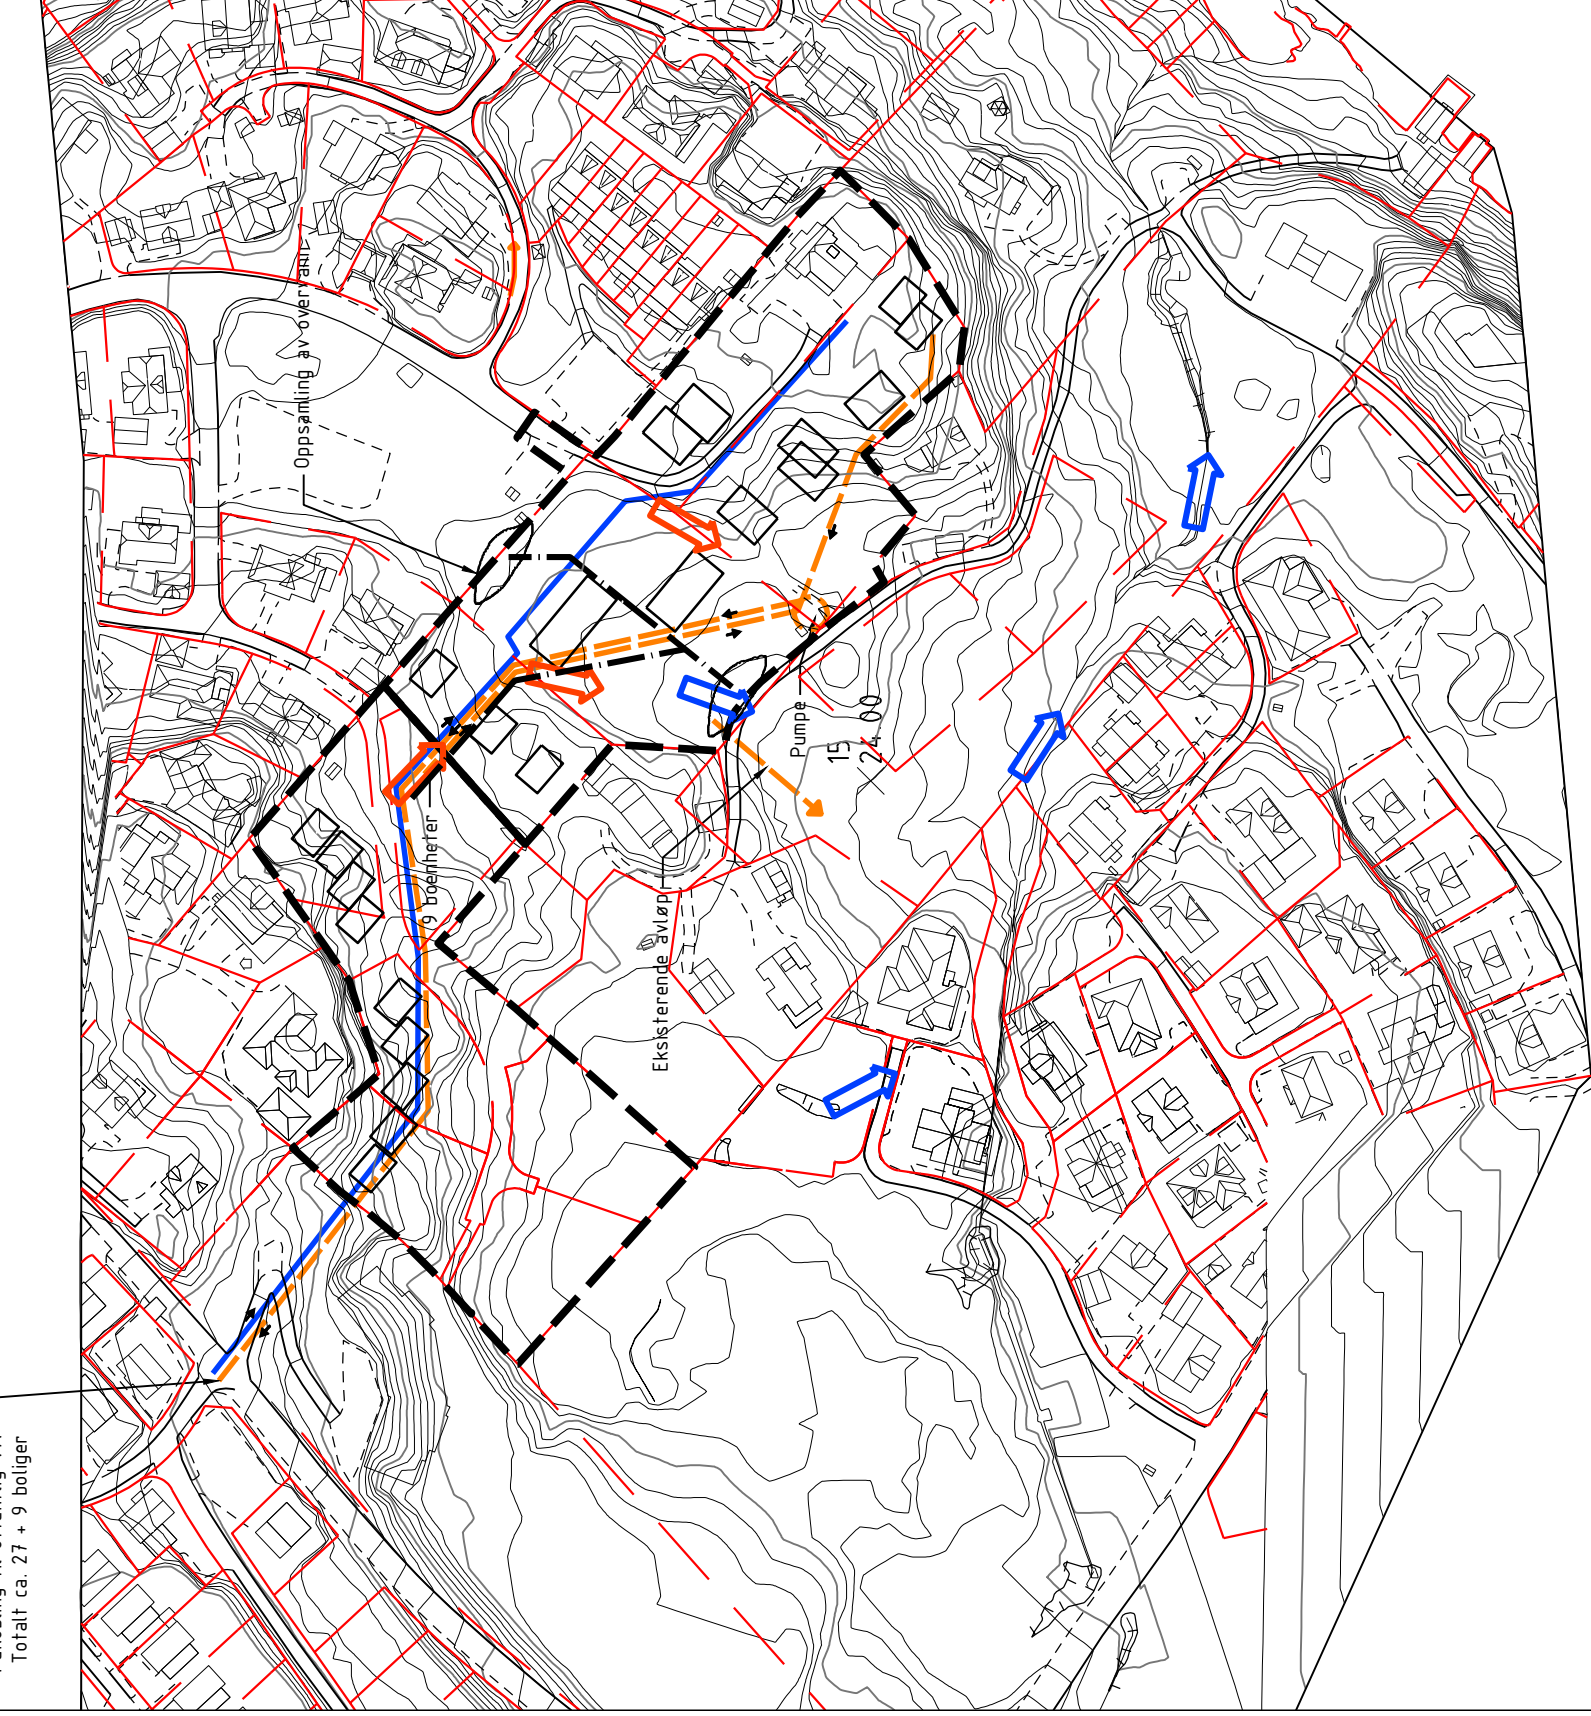 Oppsamling av overvann
9 boenheter
Eksisterende avløp
Pumpe
15
24 00
Totalt ca. 27 + 9 boliger